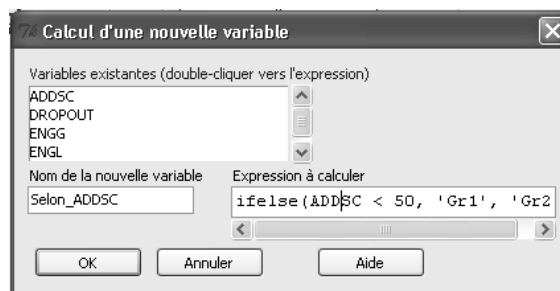 Calcul d'une nouvelle variable
Variables existantes (double-cliquer vers l'expression)
ADDSC
DROPOUT
ENGG
ENGL
Nom de la nouvelle variable
Expression à calculer
Selon_ADDSC
ifelse(ADDSC < 50, 'Gr1', 'Gr2
OK
Annuler
Aide